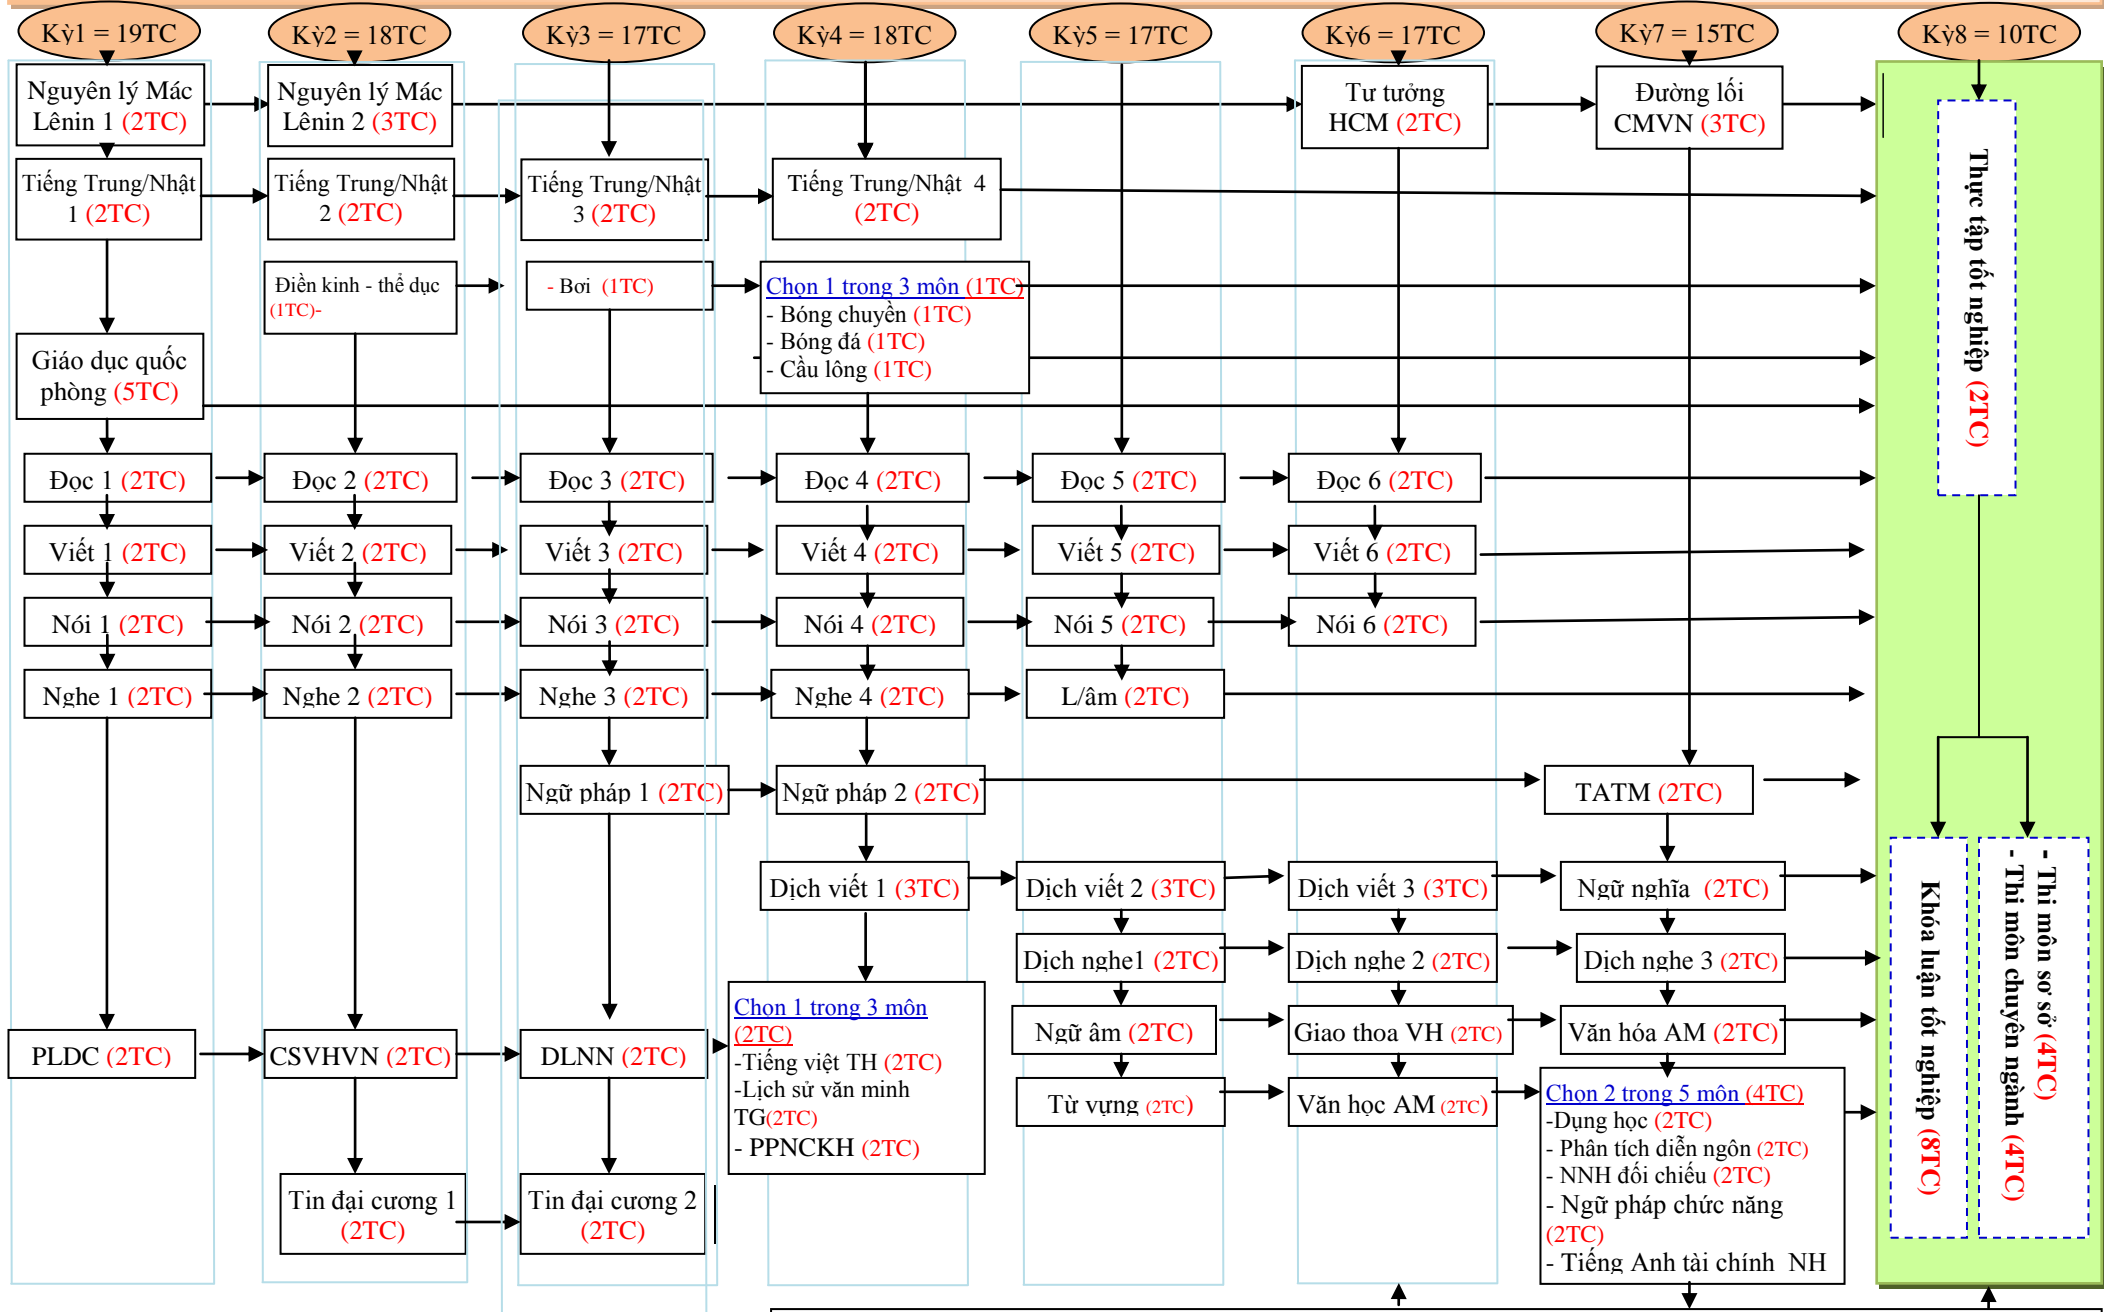 Kỳ1 = 19TC
Kỳ2 = 18TC
Kỳ3 = 17TC
Kỳ4 = 18TC
Kỳ5 = 17TC
Kỳ6 = 17TC
Kỳ7 = 15TC
Kỳ8 = 10TC
Nguyên lý Mác
Lênin 1 (2TC)
Nguyên lý Mác
Lênin 2 (3TC)
Tư tưởng
HCM (2TC)
Đường lối
CMVN (3TC)
Tiếng Trung/Nhật
1 (2TC)
Tiếng Trung/Nhật
2 (2TC)
Tiếng Trung/Nhật
3 (2TC)
Tiếng Trung/Nhật 4
(2TC)
Điền kinh - thể dục
(1TC)-
- Bơi (1TC)
Chọn 1 trong 3 môn (1TC)
- Bóng chuyền (1TC)
- Bóng đá (1TC)
- Cầu lông (1TC)
Giáo dục quốc
phòng (5TC)
Đọc 1 (2TC)
Đọc 2 (2TC)
Đọc 3 (2TC)
Đọc 4 (2TC)
Đọc 5 (2TC)
Đọc 6 (2TC)
Viết 1 (2TC)
Viết 2 (2TC)
Viết 3 (2TC)
Viết 4 (2TC)
Viết 5 (2TC)
Viết 6 (2TC)
Nói 1 (2TC)
Nói 2 (2TC)
Nói 3 (2TC)
Nói 4 (2TC)
Nói 5 (2TC)
Nói 6 (2TC)
Nghe 1 (2TC)
Nghe 2 (2TC)
Nghe 3 (2TC)
Nghe 4 (2TC)
L/âm (2TC)
Ngữ pháp 1 (2TC)
Ngữ pháp 2 (2TC)
TATM (2TC)
Dịch viết 1 (3TC)
Dịch viết 2 (3TC)
Dịch viết 3 (3TC)
Ngữ nghĩa (2TC)
Dịch nghe1 (2TC)
Dịch nghe 2 (2TC)
Dịch nghe 3 (2TC)
PLDC (2TC)
CSVHVN (2TC)
DLNN (2TC)
Chọn 1 trong 3 môn
(2TC)
-Tiếng việt TH (2TC)
-Lịch sử văn minh
TG(2TC)
- PPNCKH (2TC)
Ngữ âm (2TC)
Giao thoa VH (2TC)
Văn hóa AM (2TC)
Từ vựng (2TC)
Văn học AM (2TC)
Chọn 2 trong 5 môn (4TC)
-Dụng học (2TC)
- Phân tích diễn ngôn (2TC)
- NNH đối chiếu (2TC)
- Ngữ pháp chức năng
(2TC)
- Tiếng Anh tài chính NH
Tin đại cương 1
(2TC)
Tin đại cương 2
(2TC)
Thực tập tốt nghiệp (2TC)
Khóa luận tốt nghiệp (8TC)
- Thi môn sơ sở (4TC)
- Thi môn chuyên ngành (4TC)